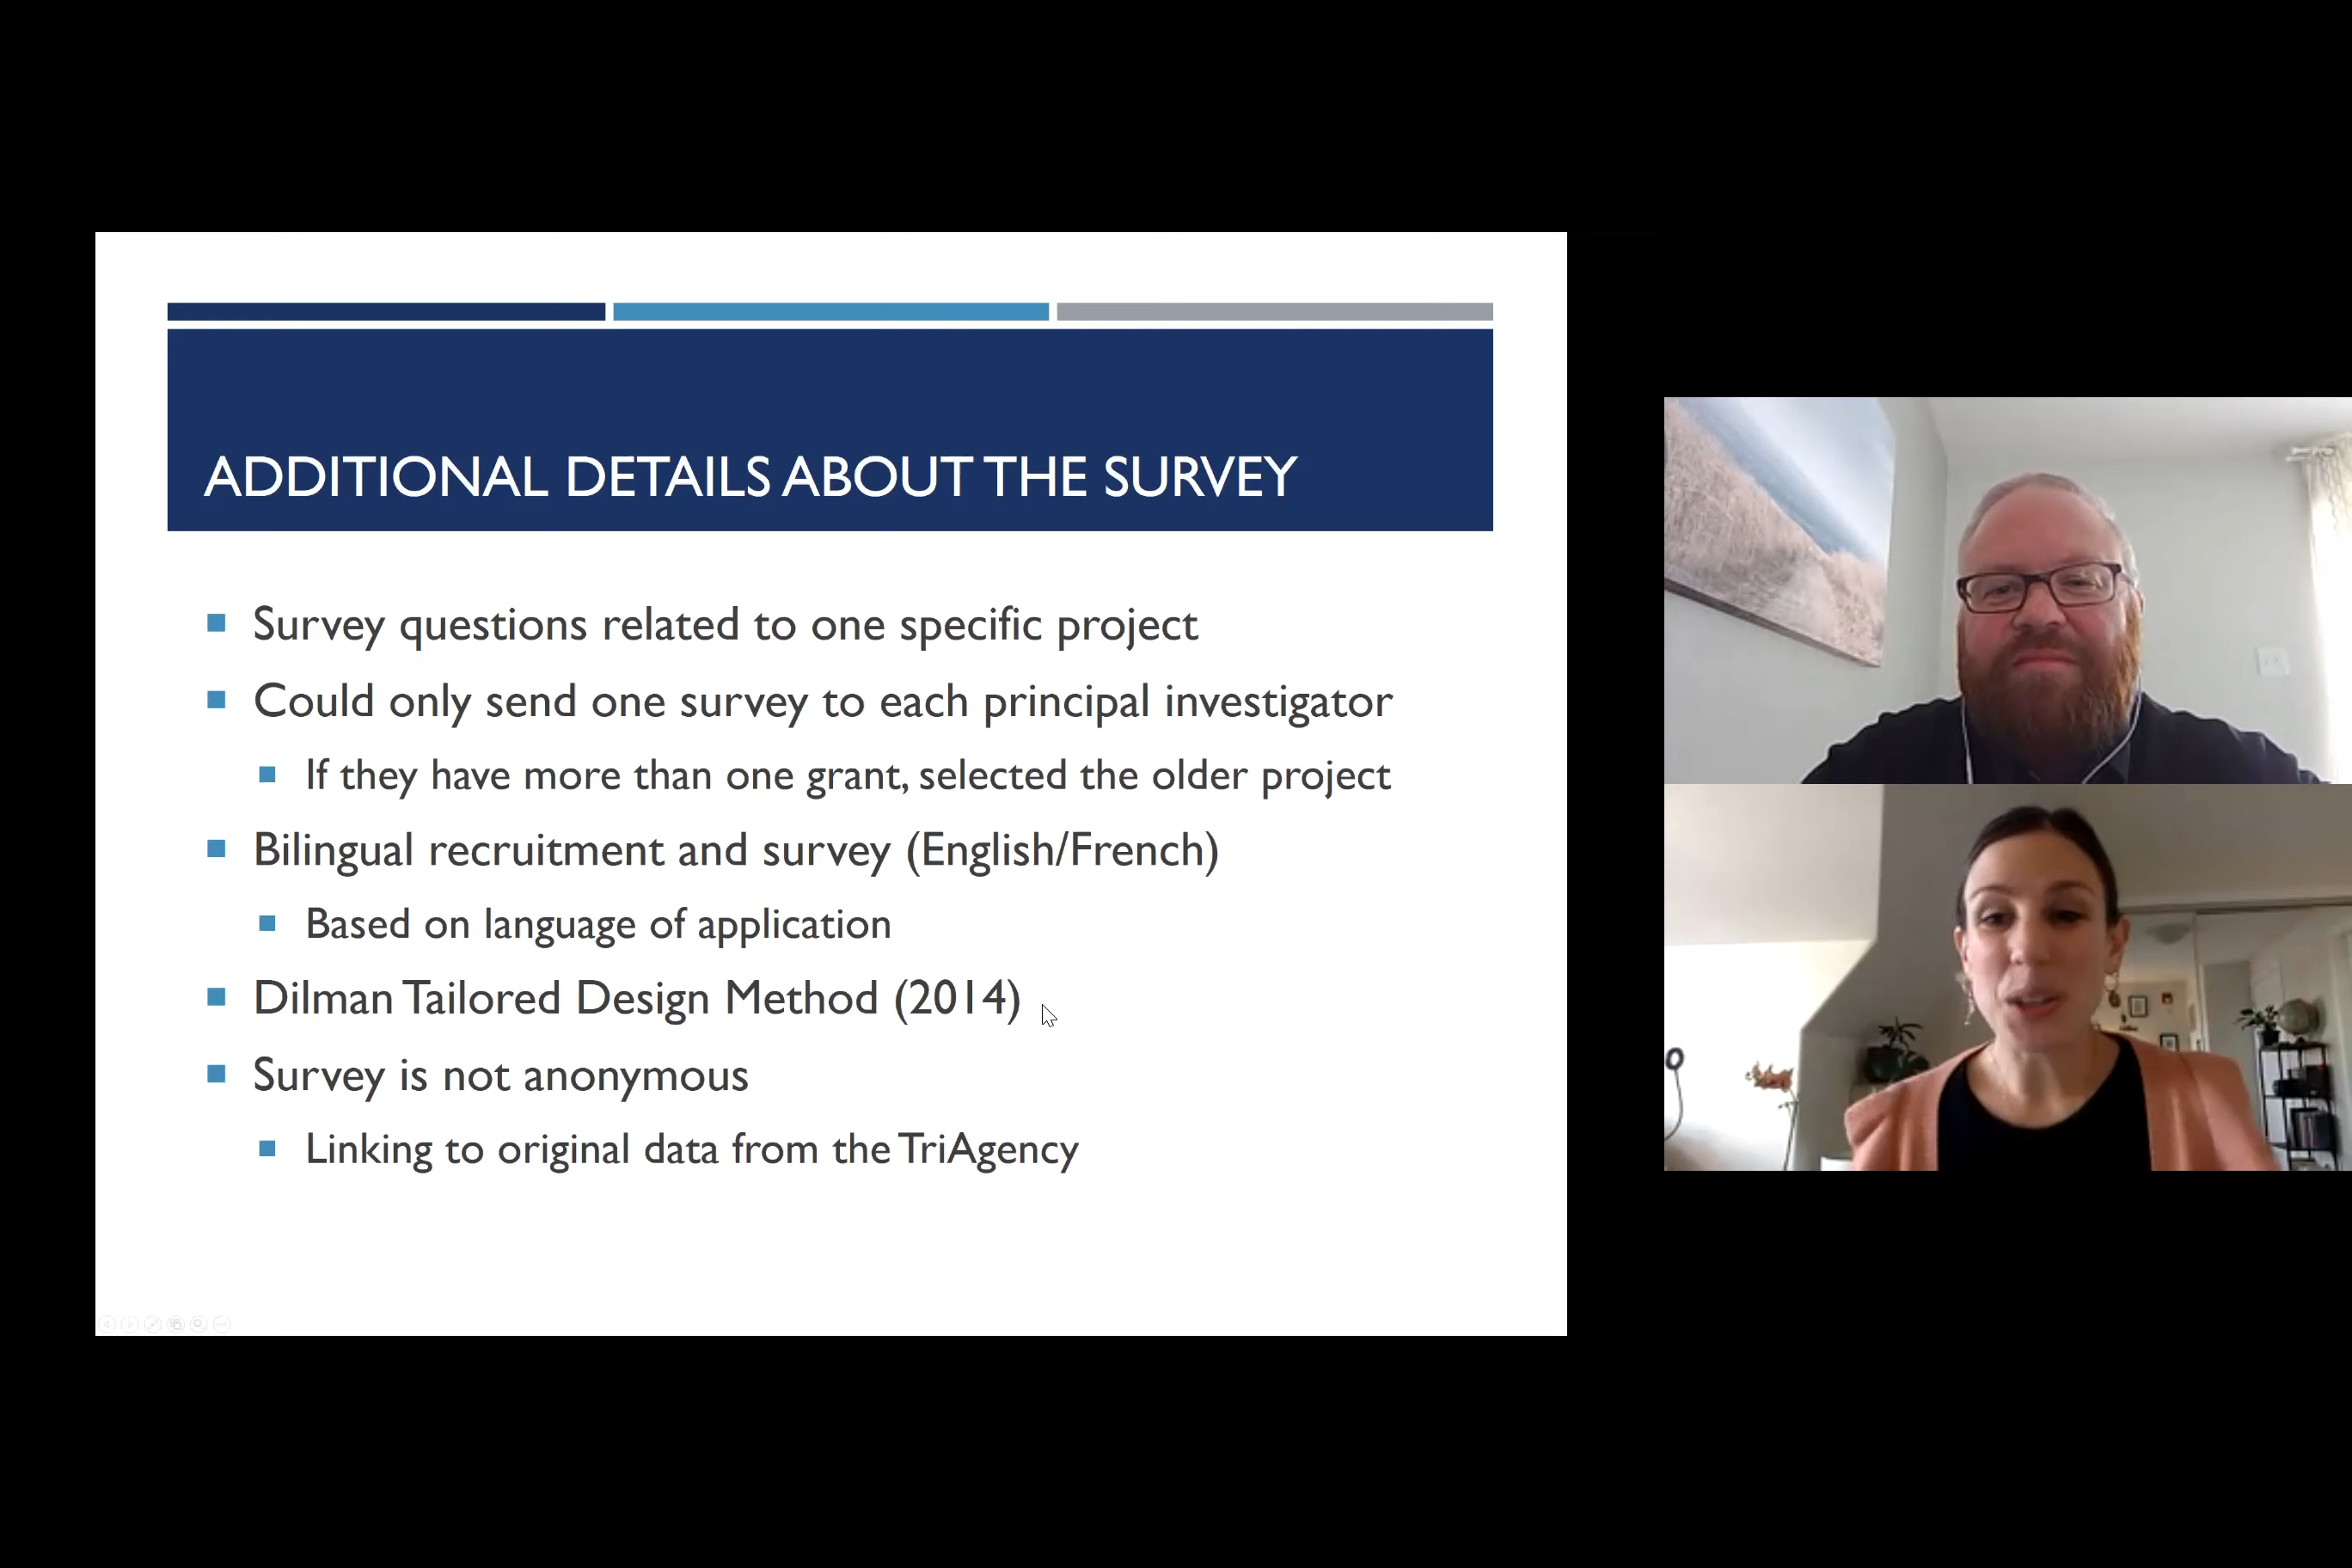 ADDITIONAL DETAILS ABOUT THE SURVEY
Survey questions related to one specific project
Could only send one survey to each principal investigator
If they have more than one grant, selected the older project
Bilingual recruitment and survey (English/French)
Based on language of application
Dilman Tailored Design Method (2014)
Survey is not anonymous
Linking to original data from the TriAgency